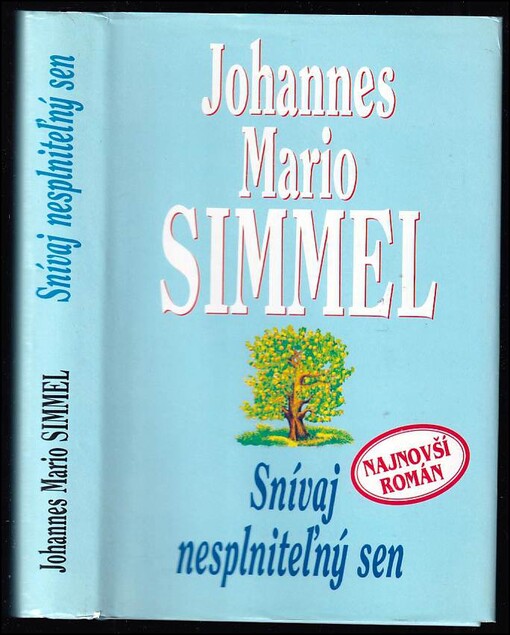 Johannes Mario SIMMEL
Snívaj nesplniteľný sen
Johannes
Mario
SIMMEL
NAJNOVŠÍ
ROMÁN
Snívaj
nesplniteľný sen